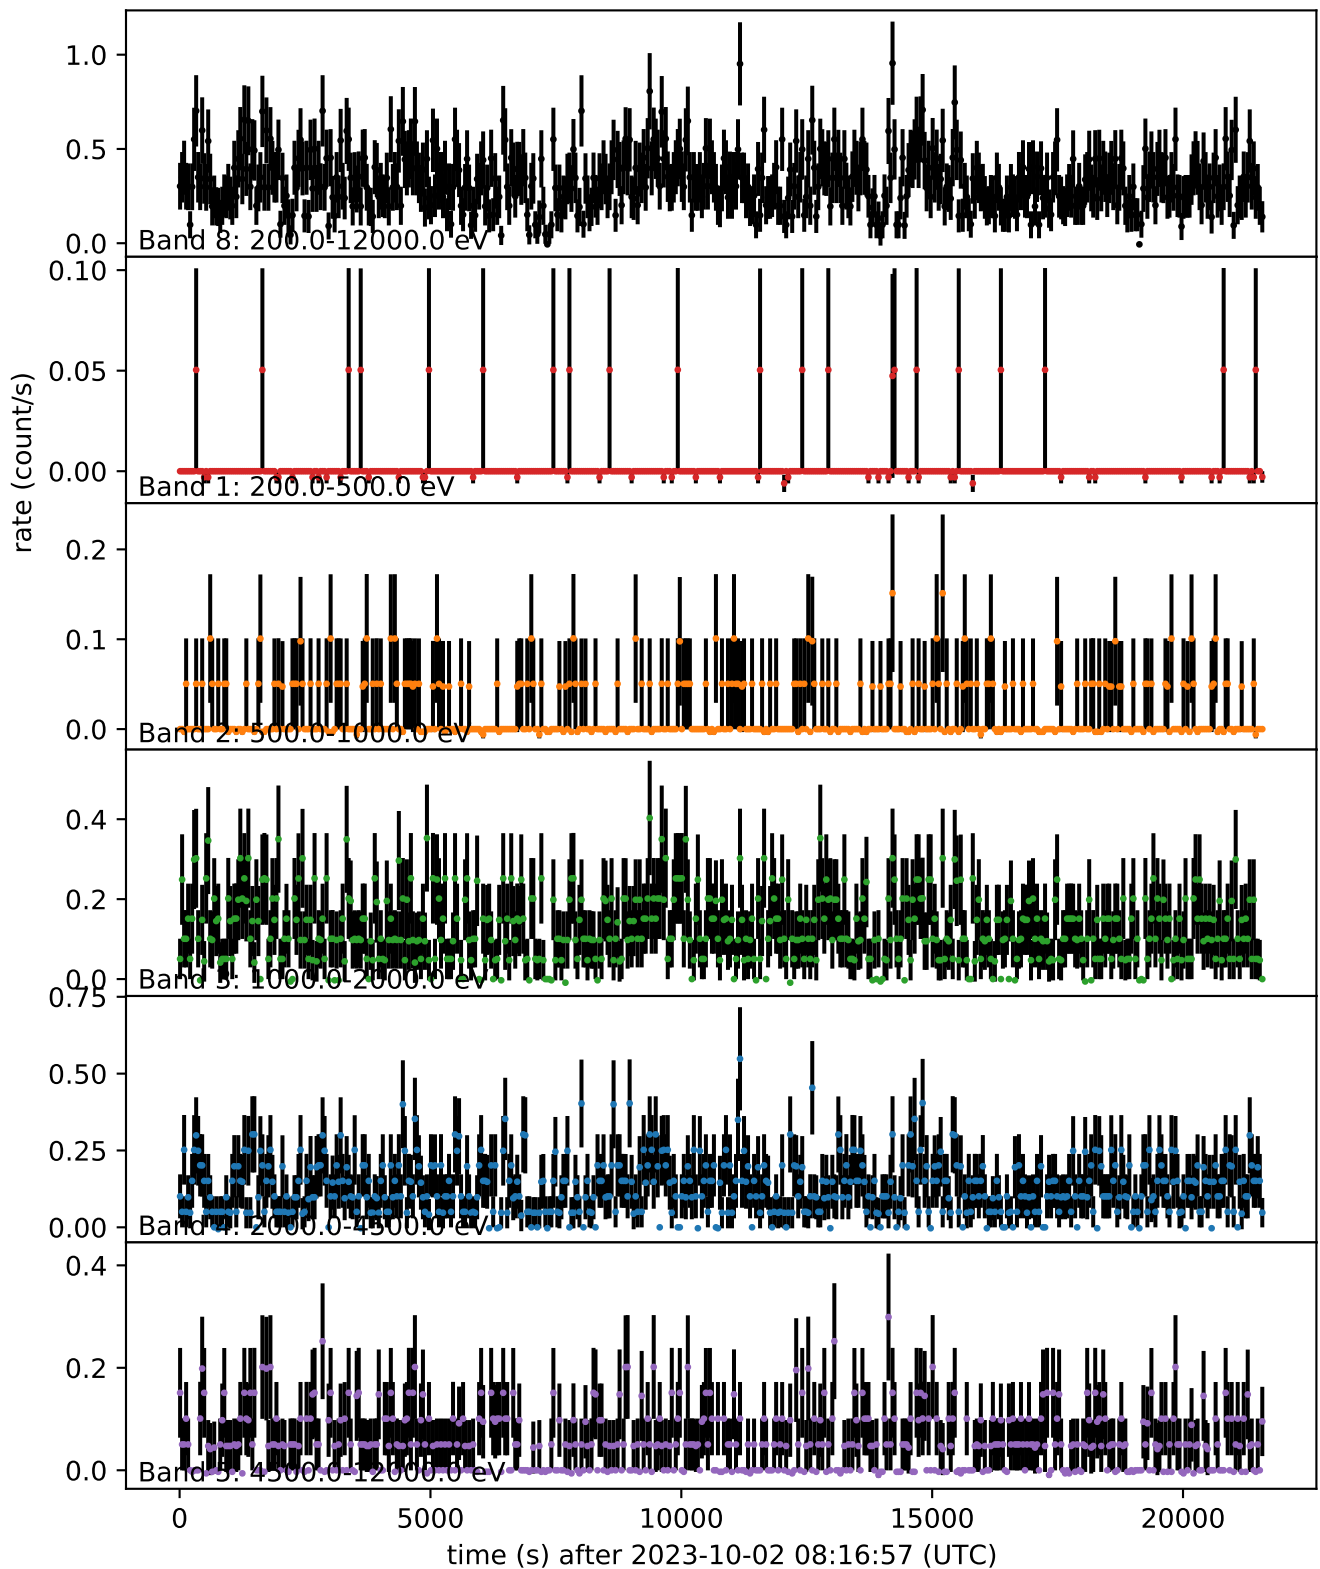 1.0
0.5
0.0
Band 8: 200.0-12000.0 eV
0.10
0.05
0.00
Band 1: 200.0-500.0 eV
rate (count/s)
0.2
0.1
0.0
Band 2: 500.0-1000.0 eV
0.4
0.2
0.0
Band 3: 1000.0-2000.0 eV
0.75
0.50
0.25
0.00
Band 4: 2000.0-4500.0 eV
0.4
0.2
0.0
Band 5: 4500.0-12000.0 eV
0 5000 10000 15000 20000
time (s) after 2023-10-02 08:16:57 (UTC)